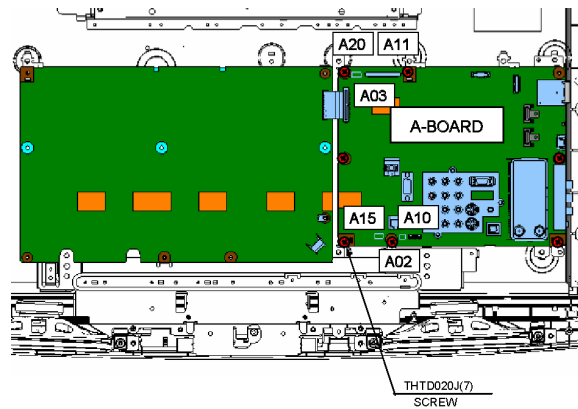 A20 A11
A03
A-BOARD
A15 A10
A02
THTD020J(7)
SCREW